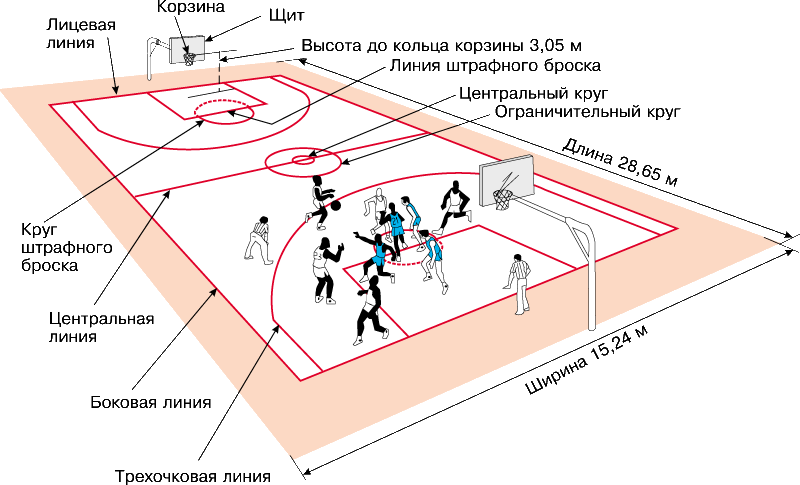 Корзина
Щит
Лицевая
линия
Высота до кольца корзины 3,05 м
Линия штрафного броска
Центральный круг
Ограничительный круг
Длина 28,65 м
Круг
штрафного
броска
Центральная
линия
Ширина 15,24 м
Боковая линия
Трехочковая линия